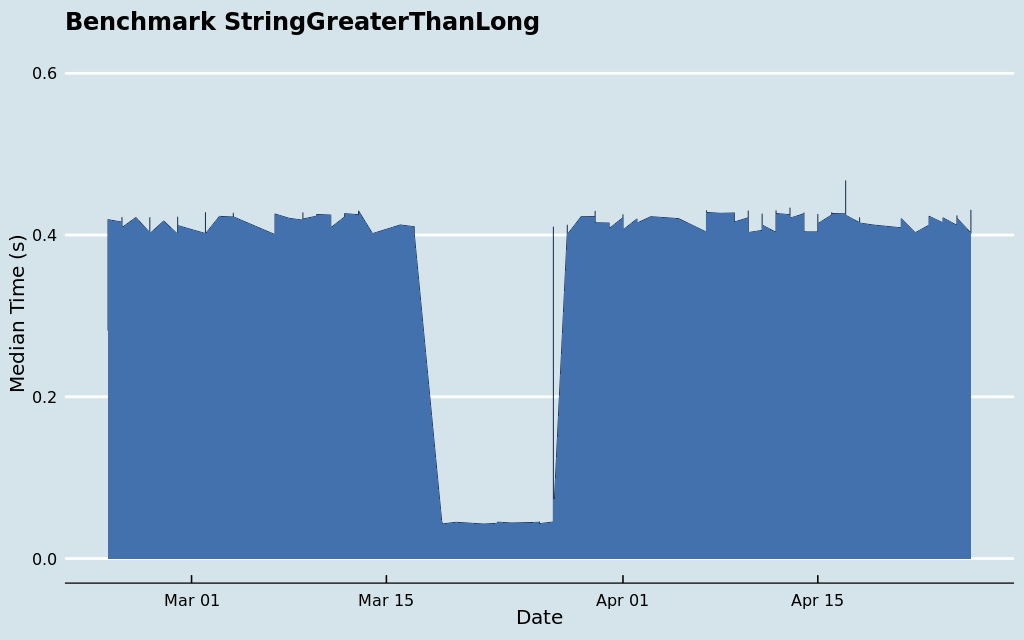 Benchmark StringGreaterThanLong
Median Time (s)
0.6
0.4
0.2
0.0
Mar 01
Mar 15
Apr 01
Apr 15
Date